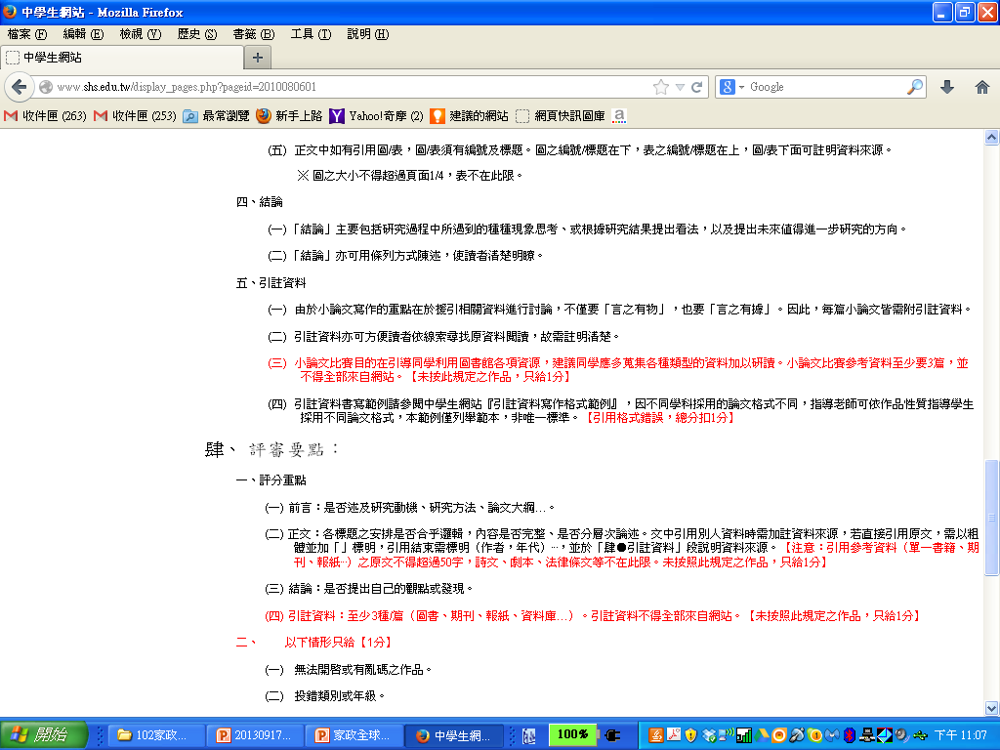 中學生網站 - Mozilla Firefox
檔案(F) 編輯(E) 檢視(V) 歷史(S) 書籤(B) 工具(T) 說明(H)
中學生網站
www.shs.edu.tw/display_pages.php?pageid=2010080601
Google
收件匣 (263) 收件匣 (253) 最常瀏覽 新手上路 Yahoo!奇摩 (2) 建議的網站 網頁快訊圖庫
(五) 正文中如有引用圖/表，圖/表須有編號及標題。圖之編號/標題在下，表之編號/標題在上，圖/表下面可註明資料來源。
※ 圖之大小不得超過頁面1/4，表不在此限。
四、結論
(一)「結論」主要包括研究過程中所遇到的種種現象思考、或根據研究結果提出看法，以及提出未來值得進一步研究的方向。
(二)「結論」亦可用條列方式陳述，使讀者清楚明瞭。
五、引註資料
(一) 由於小論文寫作的重點在於援引相關資料進行討論，不僅要「言之有物」，也要「言之有據」。因此，每篇小論文皆需附引註資料。
(二) 引註資料亦可方便讀者依線索尋找原資料閱讀，故需註明清楚。
(三) 小論文比賽目的在引導同學利用圖書館各項資源，建議同學應多蒐集各種類型的資料加以研讀。小論文比賽參考資料至少要3篇，並
不得全部來自網站。【未按此規定之作品，只給1分】
(四) 引註資料書寫範例請參閱中學生網站『引註資料寫作格式範例』，因不同學科採用的論文格式不同，指導老師可依作品性質指導學生
採用不同論文格式，本範例僅列舉範本，非唯一標準。【引用格式錯誤，總分扣1分】
肆、 評審要點：
一、評分重點
(一) 前言：是否述及研究動機、研究方法、論文大綱…。
(二) 正文：各標題之安排是否合乎邏輯，內容是否完整、是否分層次論述。文中引用別人資料時需加註資料來源，若直接引用原文，需以粗
體並加「」標明，引用結束需標明（作者，年代）…，並於「肆●引註資料」段說明資料來源。【注意：引用參考資料（單一書籍、期
刊、報紙…）之原文不得超過50字，詩文、劇本、法律條文等不在此限。未按照此規定之作品，只給1分】
(三) 結論：是否提出自己的觀點或發現。
(四) 引註資料：至少3種/篇（圖書、期刊、報紙、資料庫…）。引註資料不得全部來自網站。【未按照此規定之作品，只給1分】
二、 以下情形只給【1分】
(一) 無法開啟或有亂碼之作品。
(二) 投錯類別或年級。
開始 102家政... 20130917... 家政全球... 中學生網... 100% 下午 11:07